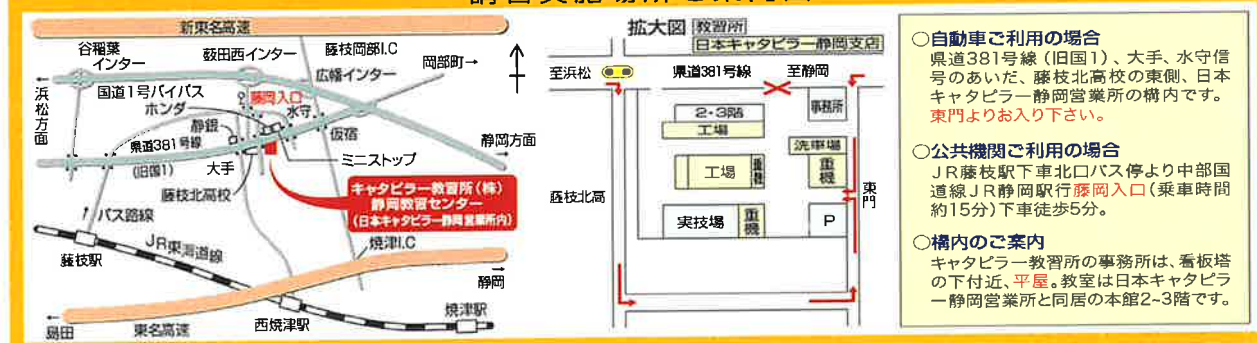 新東名高速
谷稲葉
インター
薮田西インター
藤枝岡部I.C
岡部町→
広幡インター
←浜松方面
国道1号バイパス
藤岡入口
ホンダ
水守
静銀
仮宿
静岡方面
→
県道381号線
(旧国1)
大手
ミニストップ
藤枝北高校
キャタピラー教習所(株)
静岡教習センター
(日本キャタピラー静岡営業所内)
バス路線
JR東海道線
藤枝駅
焼津I.C
静岡
→
←
島田
東名高速
西焼津駅
焼津駅
拡大図
教習所
日本キャタピラー静岡支店
至浜松
県道381号線
至静岡
2・3階
工場
事務所
洗車場
工場
重機
重機
藤枝北高
東門
実技場
重機
P
○自動車ご利用の場合
県道381号線(旧国1)、大手、水守信
号のあいだ、藤枝北高校の東側、日本
キャタピラー静岡営業所の構内です。
東門よりお入り下さい。
○公共機関ご利用の場合
JR藤枝駅下車北口バス停より中部国
道線JR静岡駅行藤岡入口(乗車時間
約15分)下車徒歩5分。
○構内のご案内
キャタピラー教習所の事務所は、看板塔
の下付近、平屋。教室は日本キャタピラ
ー静岡営業所と同居の本館2~3階です。